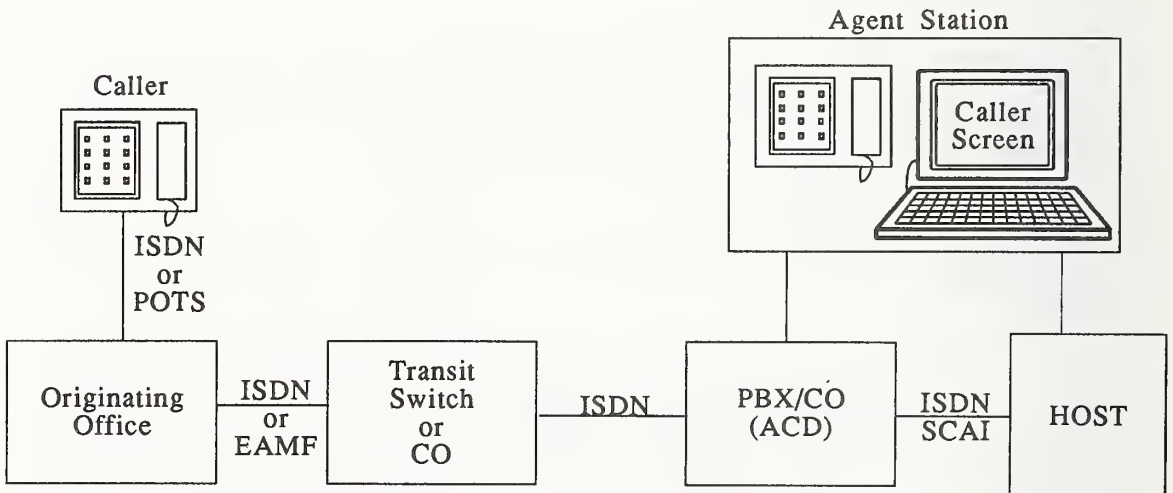 Agent Station
Caller
Caller
Screen
ISDN
or
POTS
Originating
Office
ISDN
or
EAMF
Transit
Switch
or
CO
ISDN
PBX/CO
(ACD)
ISDN
SCAI
HOST